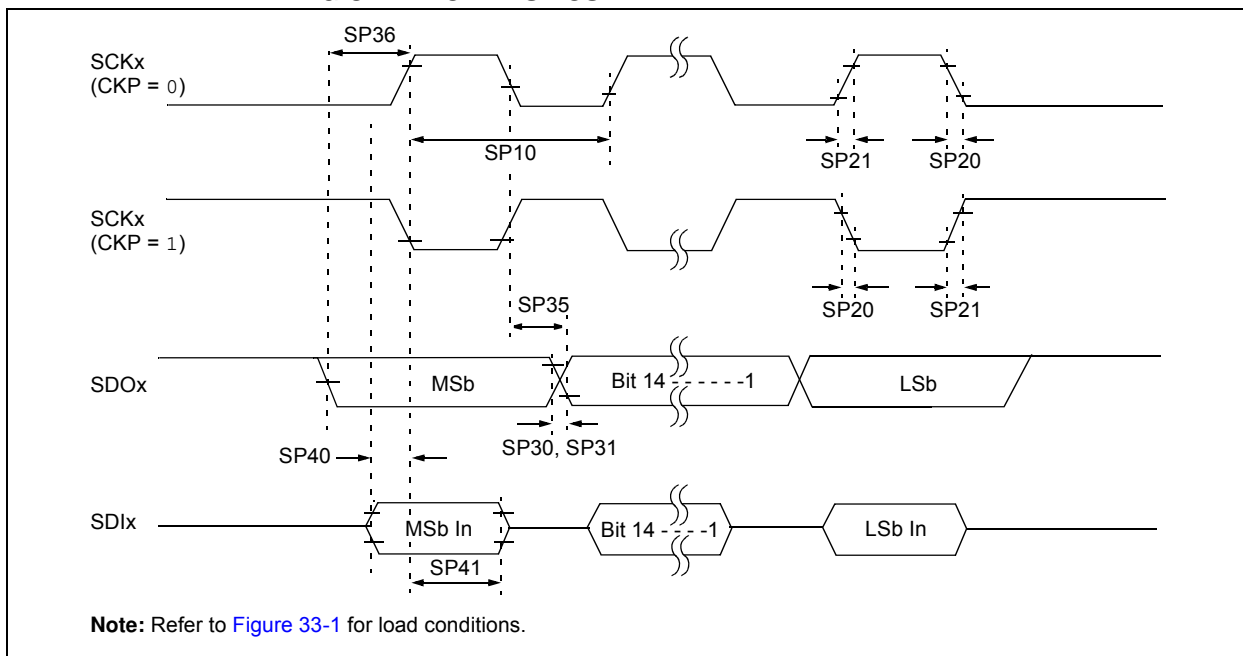 SP36
SCKx
(CKP = 0)
SP10
SP21
SP20
SCKx
(CKP = 1)
SP35
SP20
SP21
SDOx
MSb
Bit 14 - - - - - -1
LSb
SP40
SP30, SP31
SDIx
MSb In
Bit 14 - - - -1
LSb In
SP41
Note: Refer to Figure 33-1 for load conditions.